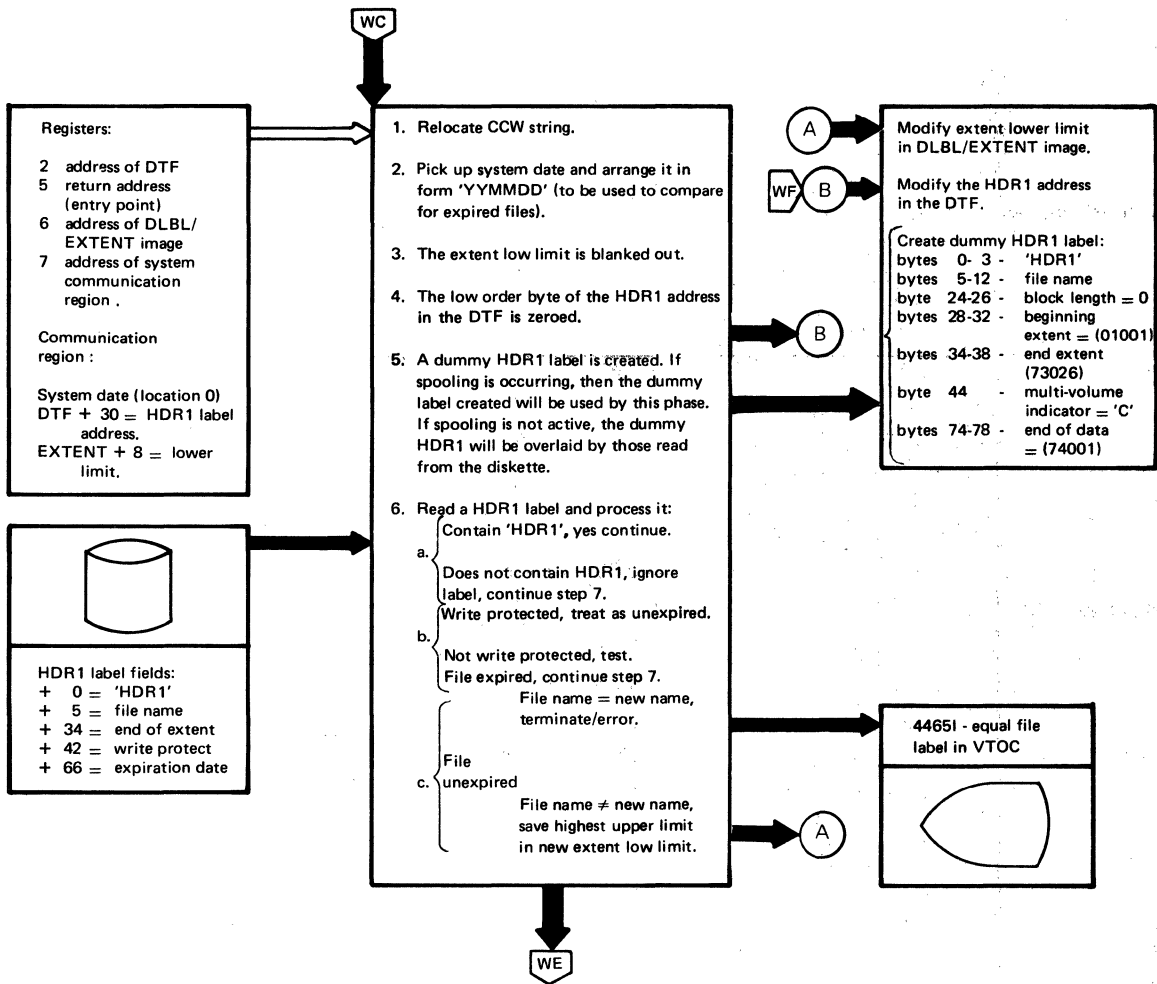 WC
Registers:
2 address of DTF
5 return address
(entry point)
6 address of DLBL/
EXTENT image
7 address of system
communication
region .
Communication
region :
System date (location 0)
DTF + 30 = HDR1 label
address.
EXTENT + 8 = lower
limit.
HDR1 label fields:
+ 0 = 'HDR1'
+ 5 = file name
+ 34 = end of extent
+ 42 = write protect
+ 66 = expiration date
1. Relocate CCW string.
2. Pick up system date and arrange it in
form 'YYMMDD' (to be used to compare
for expired files).
3. The extent low limit is blanked out.
4. The low order byte of the HDR1 address
in the DTF is zeroed.
5. A dummy HDR1 label is created. If
spooling is occurring, then the dummy
label created will be used by this phase.
If spooling is not active, the dummy
HDR1 will be overlaid by those read
from the diskette.
6. Read a HDR1 label and process it:
Contain 'HDR1', yes continue.
a.
Does not contain HDR1, ignore
label, continue step 7.
Write protected, treat as unexpired.
b.
Not write protected, test.
File expired, continue step 7.
File name = new name,
terminate/error.
File
c. unexpired
File name ≠ new name,
save highest upper limit
in new extent low limit.
B
A
WE
A
Modify extent lower limit
in DLBL/EXTENT image.
WF B
Modify the HDR1 address
in the DTF.
Create dummy HDR1 label:
bytes 0- 3 - 'HDR1'
bytes 5-12 - file name
byte 24-26 - block length = 0
bytes 28-32 - beginning
extent = (01001)
bytes 34-38 - end extent
(73026)
byte 44 - multi-volume
indicator = 'C'
bytes 74-78 - end of data
= (74001)
4465I - equal file
label in VTOC